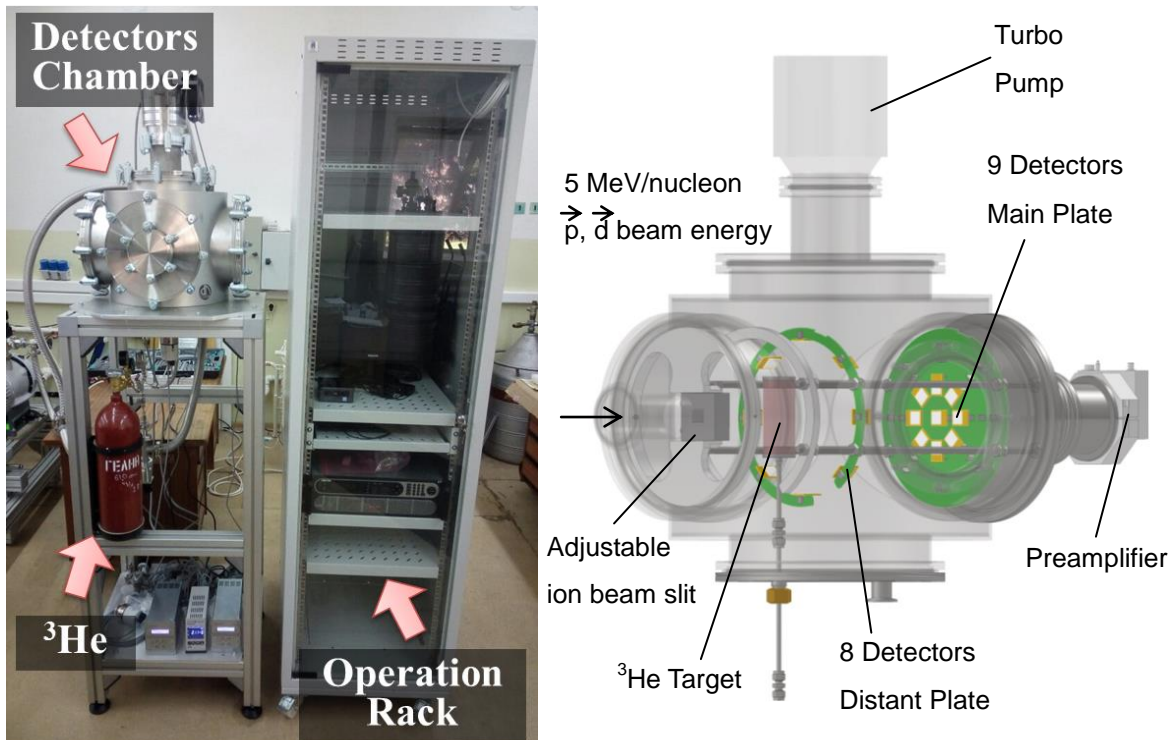 Detectors
Chamber
ГЕЛИЙ
³He
Operation
Rack
Turbo
Pump
5 MeV/nucleon
p⃗, d⃗ beam energy
9 Detectors
Main Plate
Adjustable
ion beam slit
Preamplifier
³He Target
8 Detectors
Distant Plate